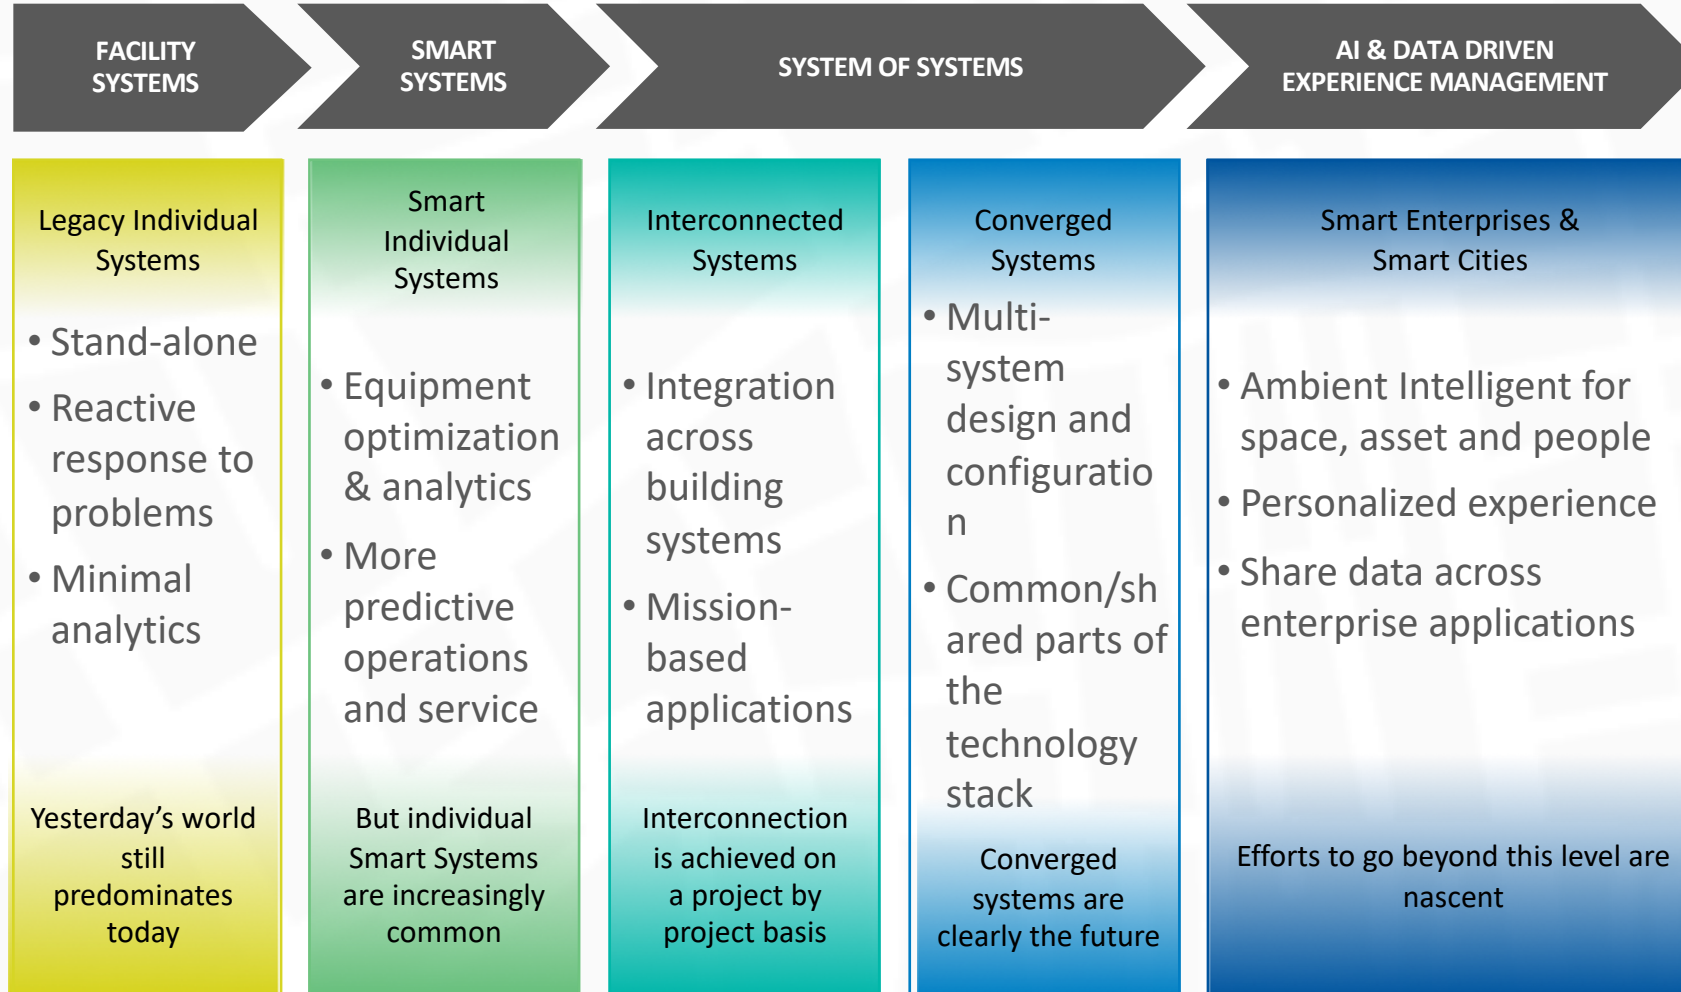 FACILITY
SYSTEMS
SMART
SYSTEMS
SYSTEM OF SYSTEMS
AI & DATA DRIVEN
EXPERIENCE MANAGEMENT
Legacy Individual
Systems
• Stand-alone
• Reactive
response to
problems
• Minimal
analytics
Yesterday’s world
still
predominates
today
Smart
Individual
Systems
• Equipment
optimization
& analytics
• More
predictive
operations
and service
But individual
Smart Systems
are increasingly
common
Interconnected
Systems
• Integration
across
building
systems
• Mission-
based
applications
Interconnection
is achieved on
a project by
project basis
Converged
Systems
• Multi-
system
design and
configuratio
n
• Common/sh
ared parts of
the
technology
stack
Converged
systems are
clearly the future
Smart Enterprises &
Smart Cities
• Ambient Intelligent for
space, asset and people
• Personalized experience
• Share data across
enterprise applications
Efforts to go beyond this level are
nascent